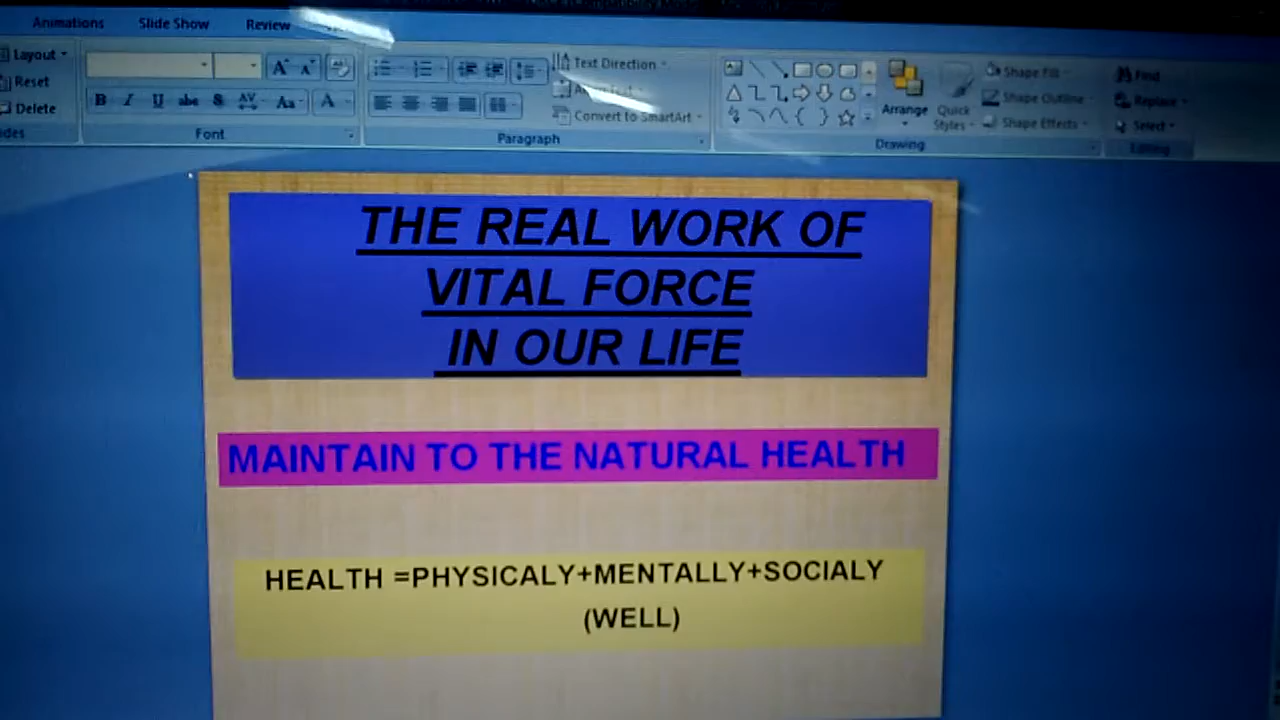 Animations Slide Show Review
Layout
Reset
Delete
Font
Text Direction
Convert to SmartArt
Paragraph
Arrange
Quick
Styles
Shape Fill
Shape Outline
Shape Effects
Drawing
Find
Replace
Select
Editing
THE REAL WORK OF
VITAL FORCE
IN OUR LIFE
MAINTAIN TO THE NATURAL HEALTH
HEALTH =PHYSICALY+MENTALLY+SOCIALY
(WELL)